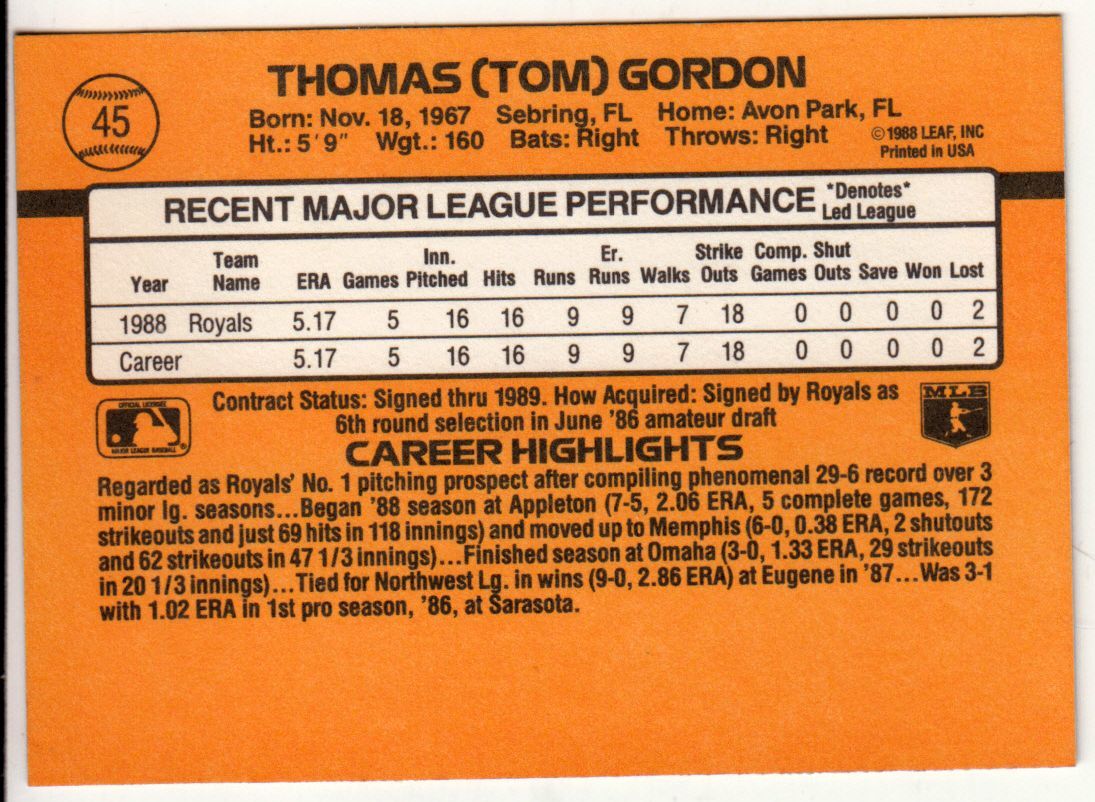 45
THOMAS (TOM) GORDON
Born: Nov. 18, 1967 Sebring, FL Home: Avon Park, FL
Ht.: 5'9" Wgt.: 160 Bats: Right Throws: Right
©1988 LEAF, INC
Printed in USA
RECENT MAJOR LEAGUE PERFORMANCE
*Denotes*
Led League
Year Team Name ERA Games Inn. Pitched Hits Runs Er. Runs Walks Strike Outs Comp. Games Shut Outs Save Won Lost
1988 Royals 5.17 5 16 16 9 9 7 18 0 0 0 0 2
Career 5.17 5 16 16 9 9 7 18 0 0 0 0 2
OFFICIAL LICENSEE
MAJOR LEAGUE BASEBALL
®
Contract Status: Signed thru 1989. How Acquired: Signed by Royals as
6th round selection in June '86 amateur draft
MLB
CAREER HIGHLIGHTS
Regarded as Royals' No. 1 pitching prospect after compiling phenomenal 29-6 record over 3
minor lg. seasons...Began '88 season at Appleton (7-5, 2.06 ERA, 5 complete games, 172
strikeouts and just 69 hits in 118 innings) and moved up to Memphis (6-0, 0.38 ERA, 2 shutouts
and 62 strikeouts in 47 1/3 innings)...Finished season at Omaha (3-0, 1.33 ERA, 29 strikeouts
in 20 1/3 innings)...Tied for Northwest Lg. in wins (9-0, 2.86 ERA) at Eugene in '87...Was 3-1
with 1.02 ERA in 1st pro season, '86, at Sarasota.